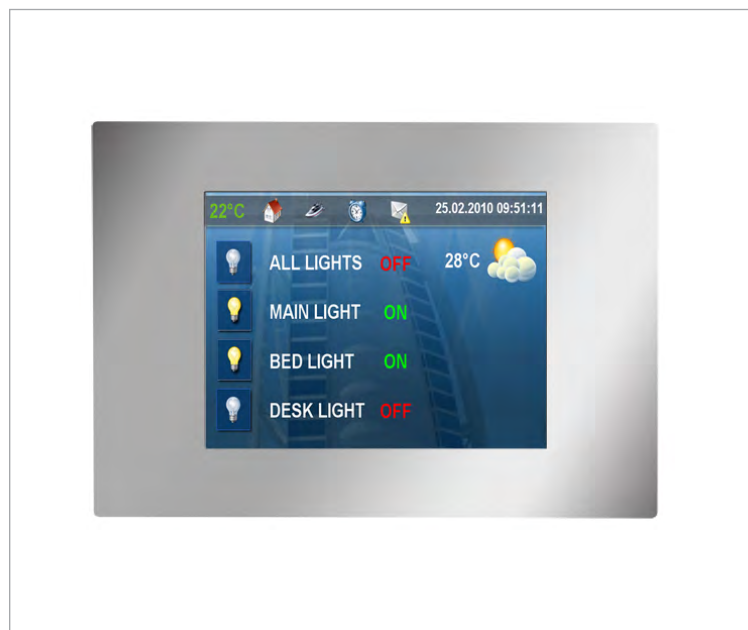 22°C 25.02.2010 09:51:11
ALL LIGHTS OFF 28°C
MAIN LIGHT ON
BED LIGHT ON
DESK LIGHT OFF